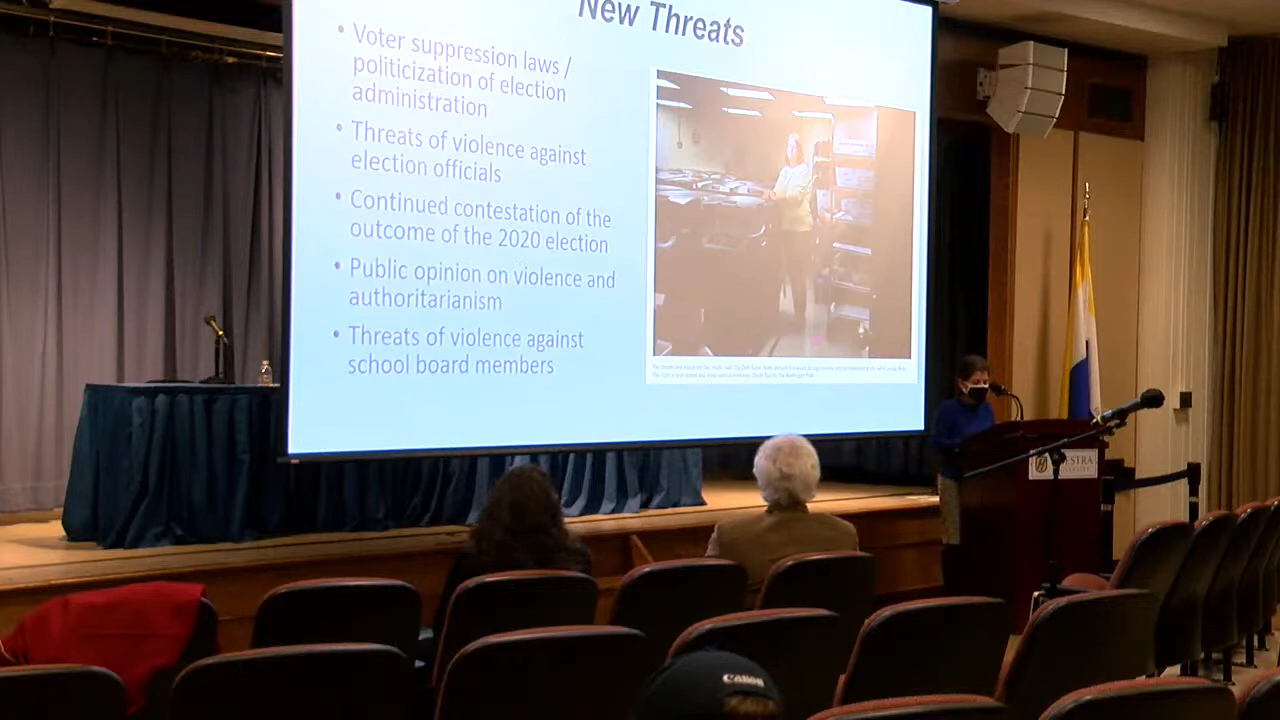 New Threats
• Voter suppression laws /
politicization of election
administration
• Threats of violence against
election officials
• Continued contestation of the
outcome of the 2020 election
• Public opinion on violence and
authoritarianism
• Threats of violence against
school board members
Canon